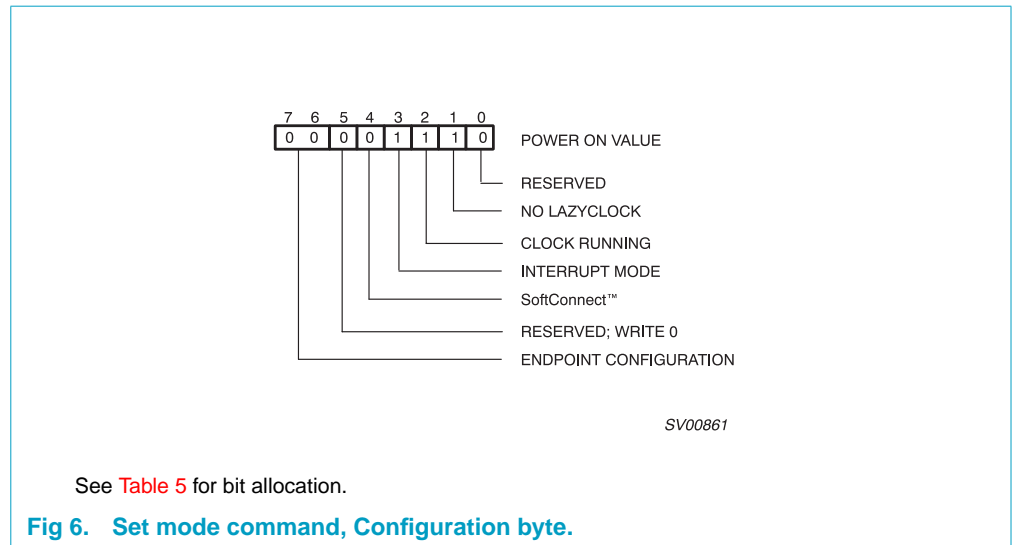 7 6 5 4 3 2 1 0
0 0 0 0 1 1 1 0 POWER ON VALUE
RESERVED
NO LAZYCLOCK
CLOCK RUNNING
INTERRUPT MODE
SoftConnect™
RESERVED; WRITE 0
ENDPOINT CONFIGURATION
SV00861
See Table 5 for bit allocation.
Fig 6. Set mode command, Configuration byte.